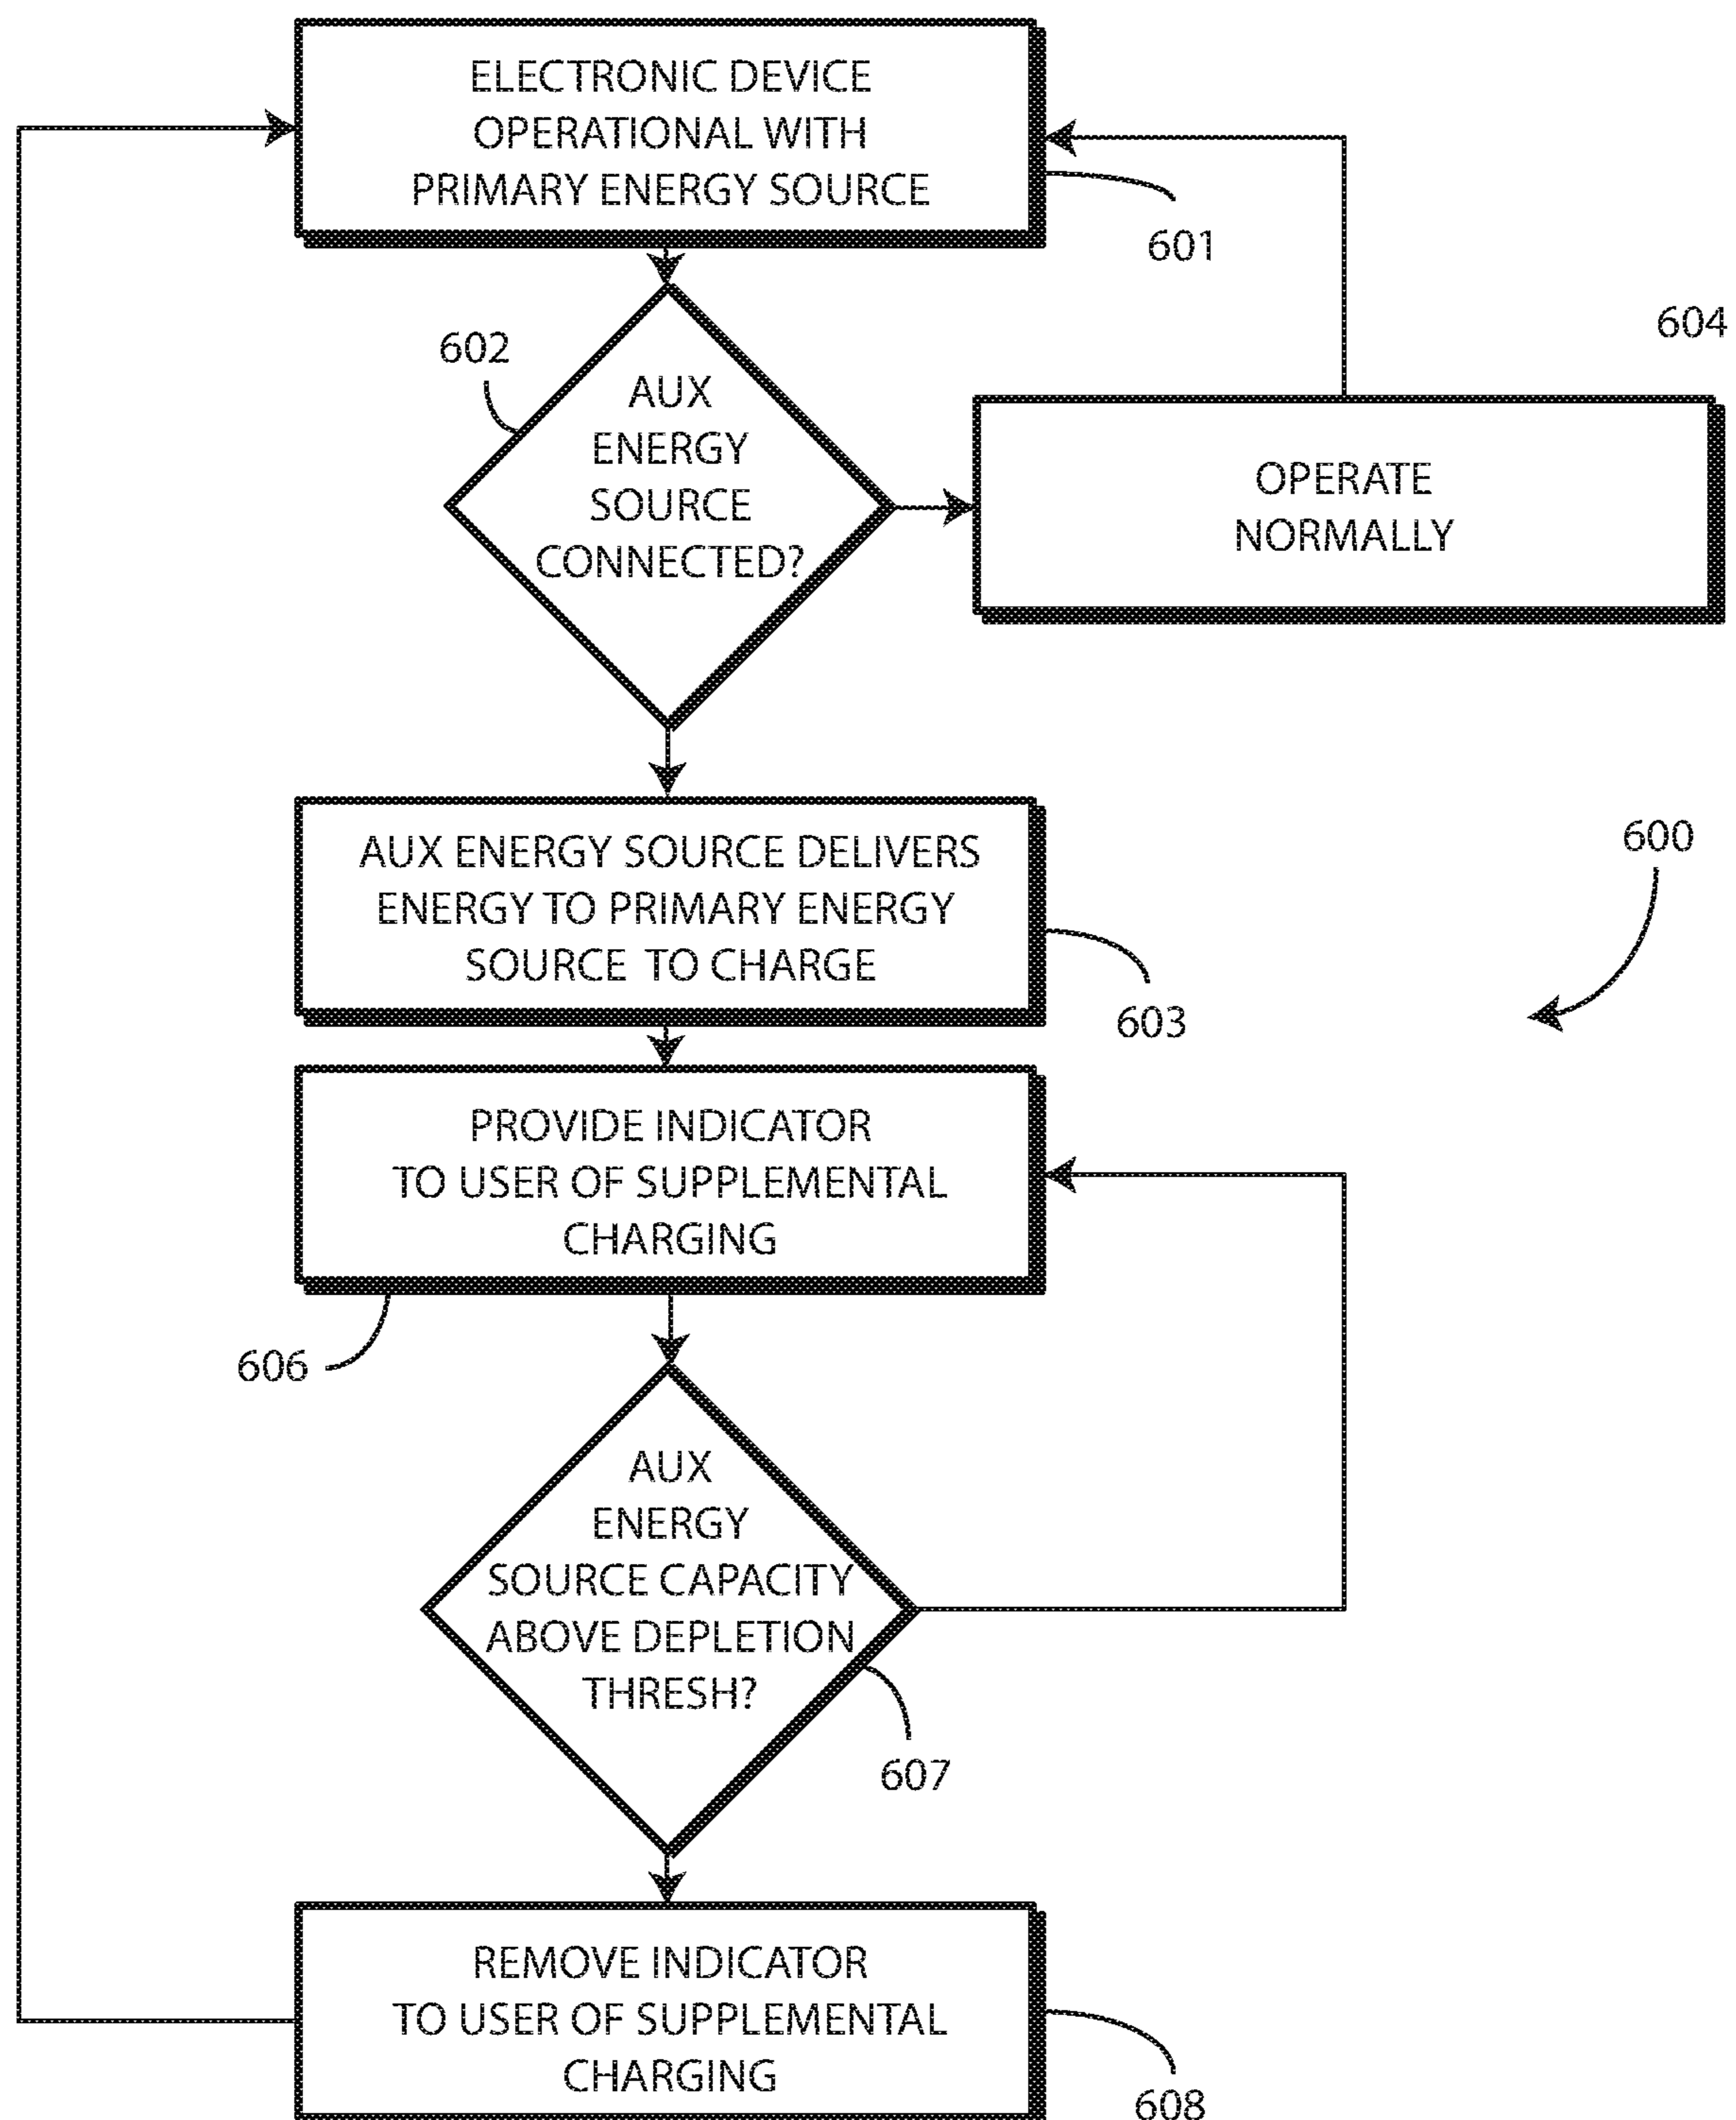 ELECTRONIC DEVICE
OPERATIONAL WITH
PRIMARY ENERGY SOURCE
601
602
AUX
ENERGY
SOURCE
CONNECTED?
604
OPERATE
NORMALLY
AUX ENERGY SOURCE DELIVERS
ENERGY TO PRIMARY ENERGY
SOURCE TO CHARGE
603
600
PROVIDE INDICATOR
TO USER OF SUPPLEMENTAL
CHARGING
606
AUX
ENERGY
SOURCE CAPACITY
ABOVE DEPLETION
THRESH?
607
REMOVE INDICATOR
TO USER OF SUPPLEMENTAL
CHARGING
608